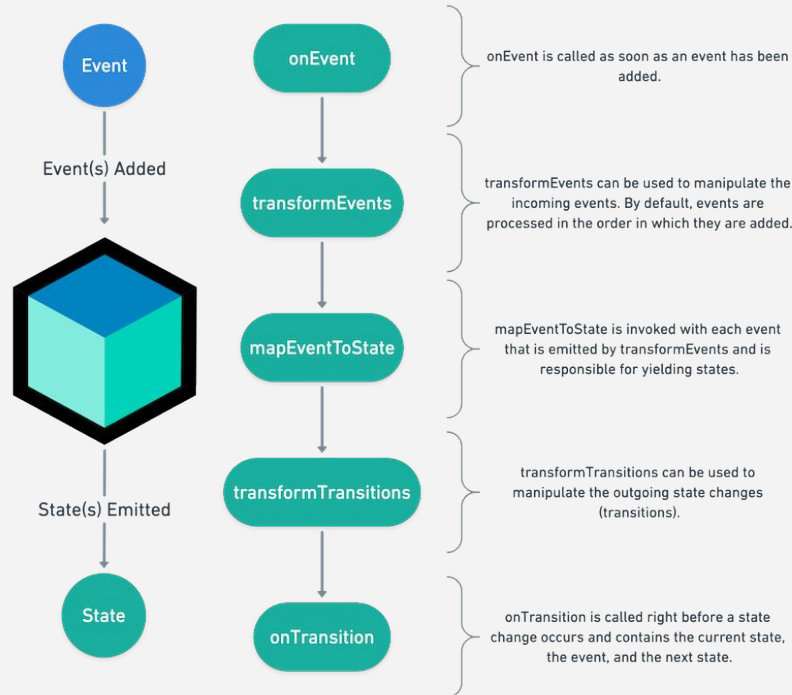 Event
Event(s) Added
State(s) Emitted
State
onEvent
transformEvents
mapEventToState
transformTransitions
onTransition
onEvent is called as soon as an event has been
added.
transformEvents can be used to manipulate the
incoming events. By default, events are
processed in the order in which they are added.
mapEventToState is invoked with each event
that is emitted by transformEvents and is
responsible for yielding states.
transformTransitions can be used to
manipulate the outgoing state changes
(transitions).
onTransition is called right before a state
change occurs and contains the current state,
the event, and the next state.